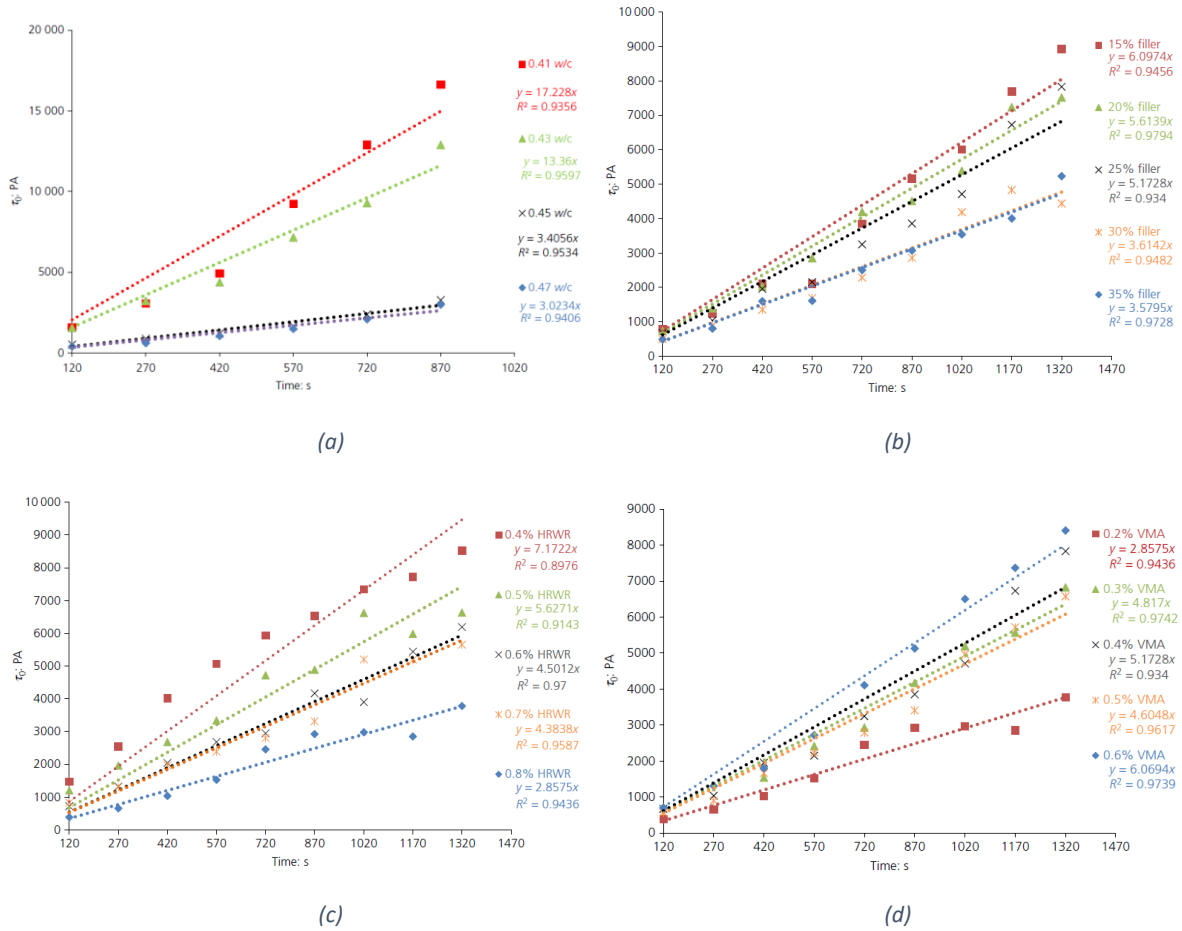 20 000
15 000
10 000
5000
0
τ0: PA
120 270 420 570 720 870 1020
Time: s
0.41 w/c
y = 17.228x
R² = 0.9356
0.43 w/c
y = 13.36x
R² = 0.9597
0.45 w/c
y = 3.4056x
R² = 0.9534
0.47 w/c
y = 3.0234x
R² = 0.9406
(a)
10 000
9000
8000
7000
6000
5000
4000
3000
2000
1000
0
τ0: PA
120 270 420 570 720 870 1020 1170 1320 1470
Time: s
15% filler
y = 6.0974x
R² = 0.9456
20% filler
y = 5.6139x
R² = 0.9794
25% filler
y = 5.1728x
R² = 0.934
30% filler
y = 3.6142x
R² = 0.9482
35% filler
y = 3.5795x
R² = 0.9728
(b)
10 000
9000
8000
7000
6000
5000
4000
3000
2000
1000
0
τ0: PA
120 270 420 570 720 870 1020 1170 1320 1470
Time: s
0.4% HRWR
y = 7.1722x
R² = 0.8976
0.5% HRWR
y = 5.6271x
R² = 0.9143
0.6% HRWR
y = 4.5012x
R² = 0.97
0.7% HRWR
y = 4.3838x
R² = 0.9587
0.8% HRWR
y = 2.8575x
R² = 0.9436
(c)
9000
8000
7000
6000
5000
4000
3000
2000
1000
0
τ0: PA
120 270 420 570 720 870 1020 1170 1320 1470
Time: s
0.2% VMA
y = 2.8575x
R² = 0.9436
0.3% VMA
y = 4.817x
R² = 0.9742
0.4% VMA
y = 5.1728x
R² = 0.934
0.5% VMA
y = 4.6048x
R² = 0.9617
0.6% VMA
y = 6.0694x
R² = 0.9739
(d)